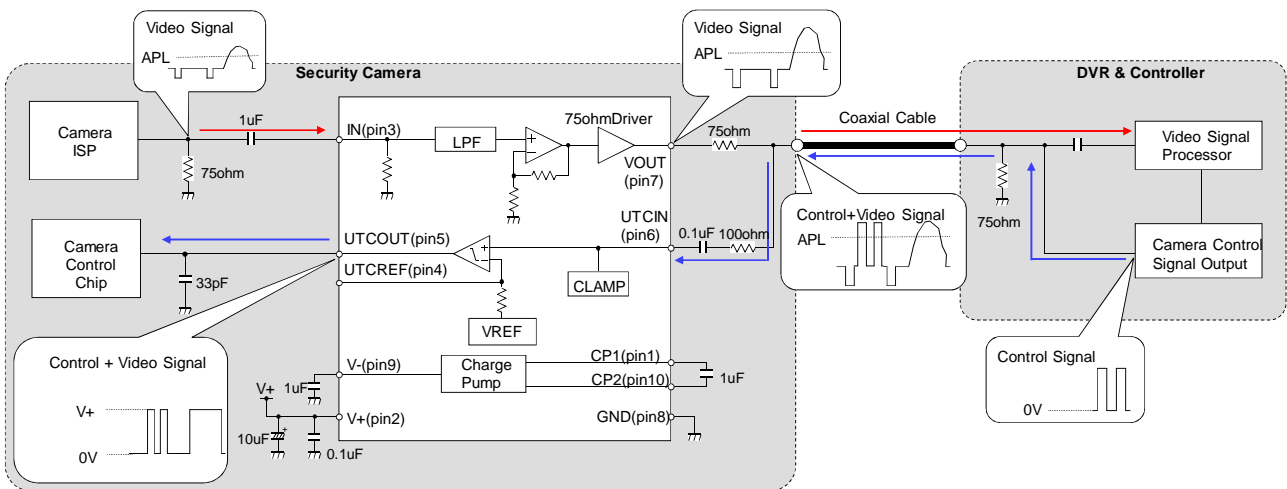 Video Signal
APL
Video Signal
APL
Security Camera
DVR & Controller
Camera
ISP
1uF
75ohm
IN(pin3)
LPF
75ohmDriver
VOUT
(pin7)
75ohm
Coaxial Cable
Video Signal
Processor
75ohm
Control+Video Signal
APL
UTCIN
(pin6)
0.1uF
100ohm
Camera
Control
Chip
33pF
UTCOUT(pin5)
UTCREF(pin4)
CLAMP
VREF
Camera Control
Signal Output
Control + Video Signal
V+
0V
V-(pin9)
1uF
Charge
Pump
CP1(pin1)
CP2(pin10)
1uF
V+
V+(pin2)
10uF
+
0.1uF
GND(pin8)
Control Signal
0V